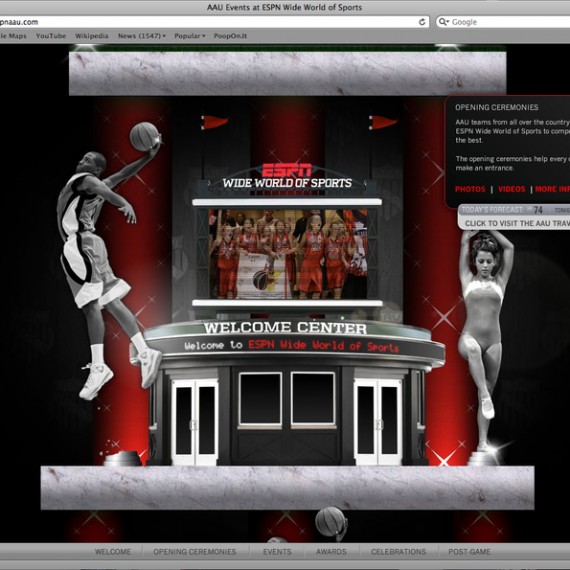 AAU Events at ESPN Wide World of Sports
pnaau.com
Google
le Maps YouTube Wikipedia News (1547) Popular PoopOn.It
OPENING CEREMONIES
AAU teams from all over the country
ESPN Wide World of Sports to compe
the best.
The opening ceremonies help every
make an entrance.
PHOTOS | VIDEOS | MORE INF
TODAY'S FORECAST 74
CLICK TO VISIT THE AAU TRAV
ESPN
WIDE WORLD OF SPORTS
WELCOME CENTER
Welcome to ESPN Wide World of Sports
WELCOME OPENING CEREMONIES EVENTS AWARDS CELEBRATIONS POST GAME